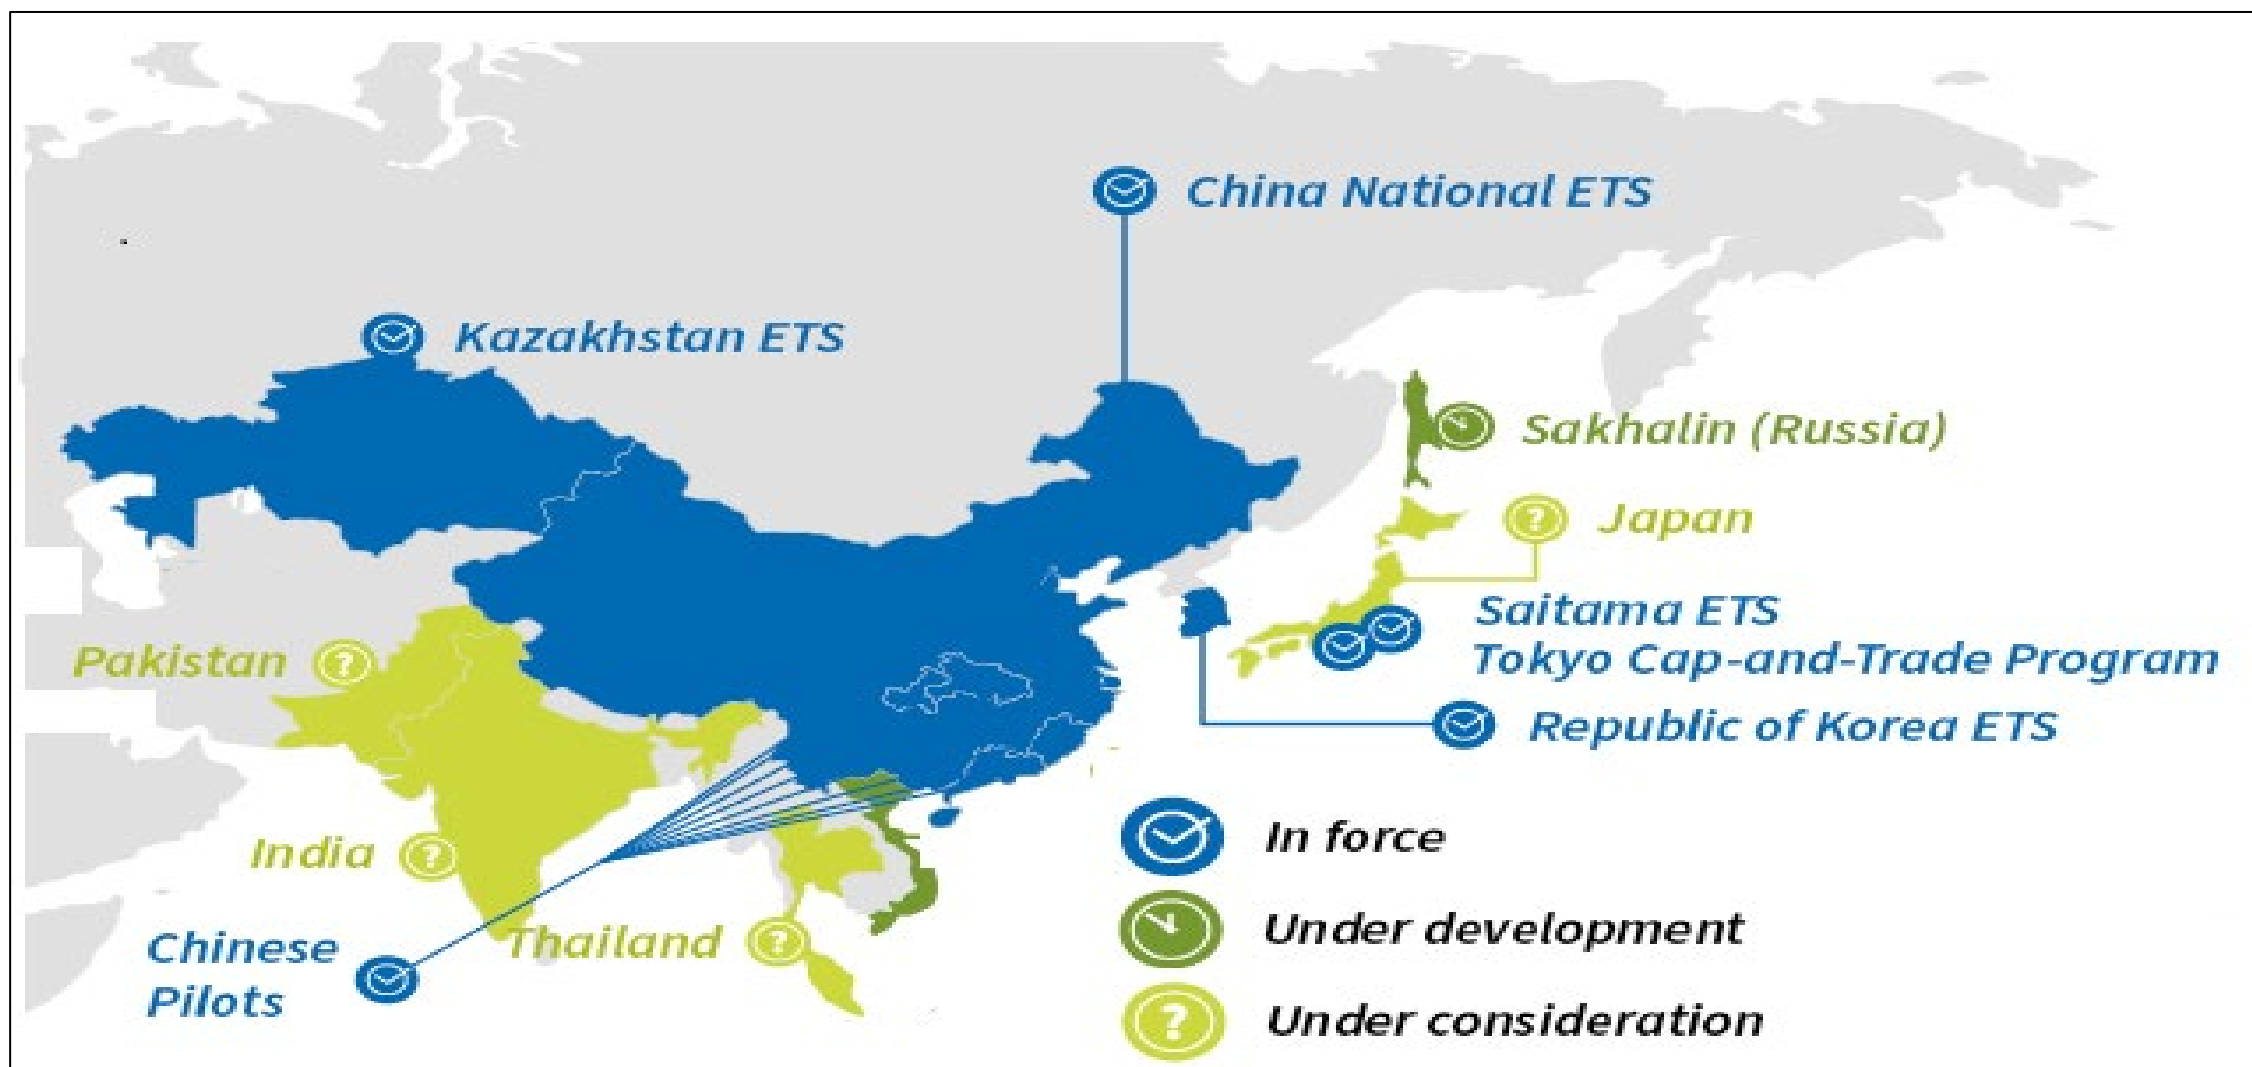 China National ETS
Kazakhstan ETS
Sakhalin (Russia)
Japan
Saitama ETS
Tokyo Cap-and-Trade Program
Republic of Korea ETS
Pakistan
?
?
India
?
Thailand
?
Chinese
Pilots
In force
Under development
?
Under consideration